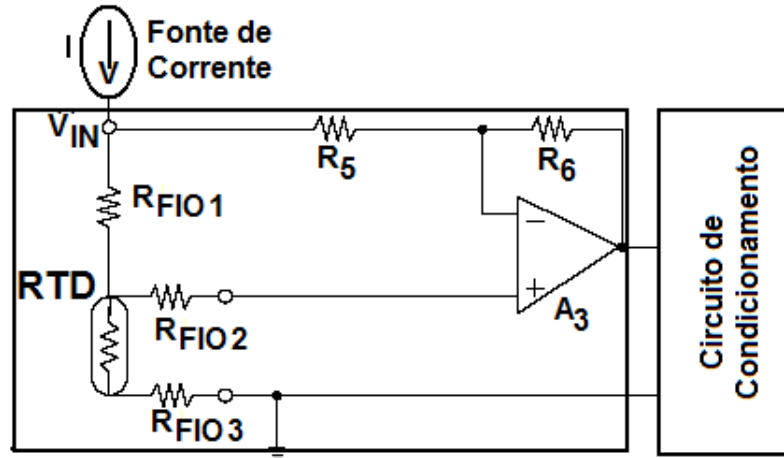 I
V
Fonte de
Corrente
VIN
R5
R6
RFIO 1
RTD
RFIO 2
A3
RFIO 3
Circuito de
Condicionamento